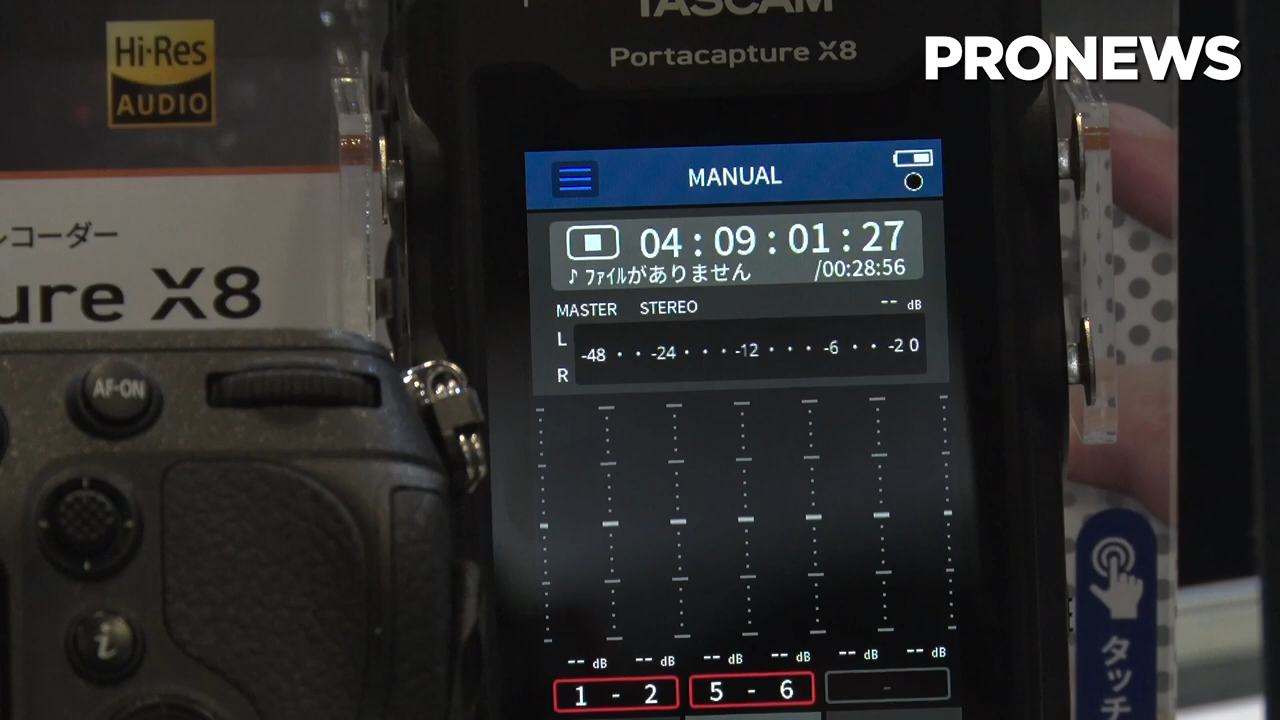 TASCAM
Portacapture X8
PRONEWS
Hi-Res
AUDIO
レコーダー
ure X8
MANUAL
04:09:01:27
♪ ファイルがありません /00:28:56
MASTER STEREO -- dB
L
-48 · · -24 · · · -12 · · · -6 · · -2 0
R
-- dB -- dB -- dB -- dB -- dB -- dB
1 - 2 5 - 6 -
AF-ON
i
タッチ